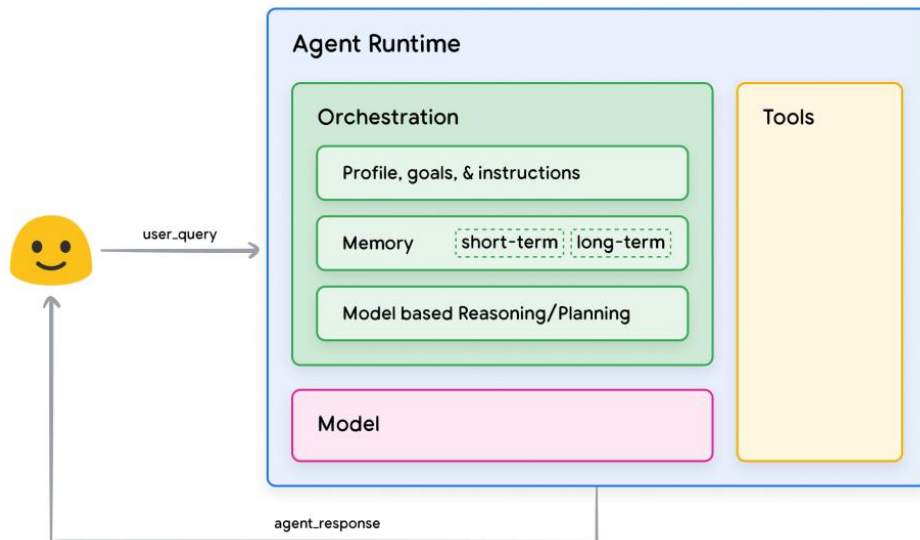 Agent Runtime
Orchestration
Tools
Profile, goals, & instructions
user_query
Memory short-term long-term
Model based Reasoning/Planning
Model
agent_response